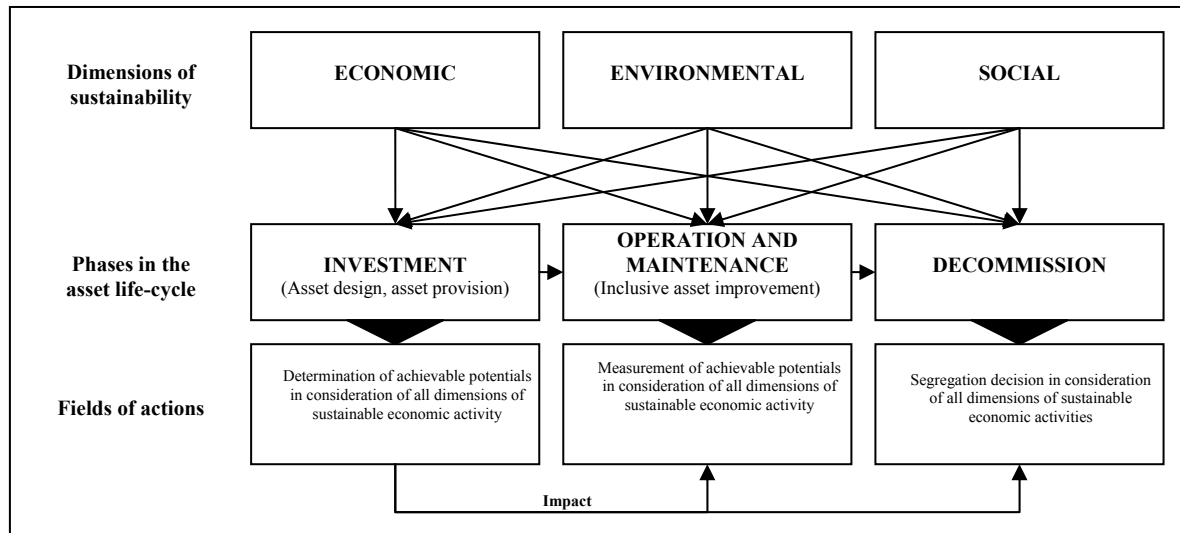 Dimensions of
sustainability
ECONOMIC
ENVIRONMENTAL
SOCIAL
Phases in the
asset life-cycle
INVESTMENT
(Asset design, asset provision)
OPERATION AND
MAINTENANCE
(Inclusive asset improvement)
DECOMMISSION
Fields of actions
Determination of achievable potentials
in consideration of all dimensions of
sustainable economic activity
Measurement of achievable potentials
in consideration of all dimensions of
sustainable economic activity
Segregation decision in consideration
of all dimensions of sustainable
economic activities
Impact